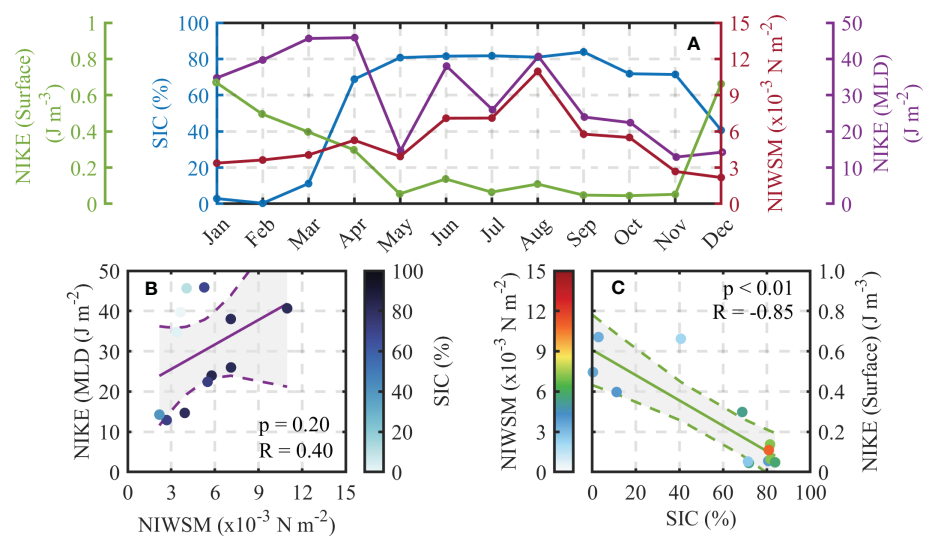 1
0.8
0.6
0.4
0.2
0
NIKE (Surface)
(J m-3)
100
80
60
40
20
0
SIC (%)
A
15
12
9
6
3
0
NIWSM (x10-3 N m-2)
50
40
30
20
10
0
NIKE (MLD)
(J m-2)
Jan Feb Mar Apr May Jun Jul Aug Sep Oct Nov Dec
B
50
40
30
20
10
0
NIKE (MLD) (J m-2)
p = 0.20
R = 0.40
0 3 6 9 12 15
NIWSM (x10-3 N m-2)
100
80
60
40
20
0
SIC (%)
15
12
9
6
3
0
NIWSM (x10-3 N m-2)
C
p < 0.01
R = -0.85
1.0
0.8
0.6
0.4
0.2
0
NIKE (Surface) (J m-3)
0 20 40 60 80 100
SIC (%)